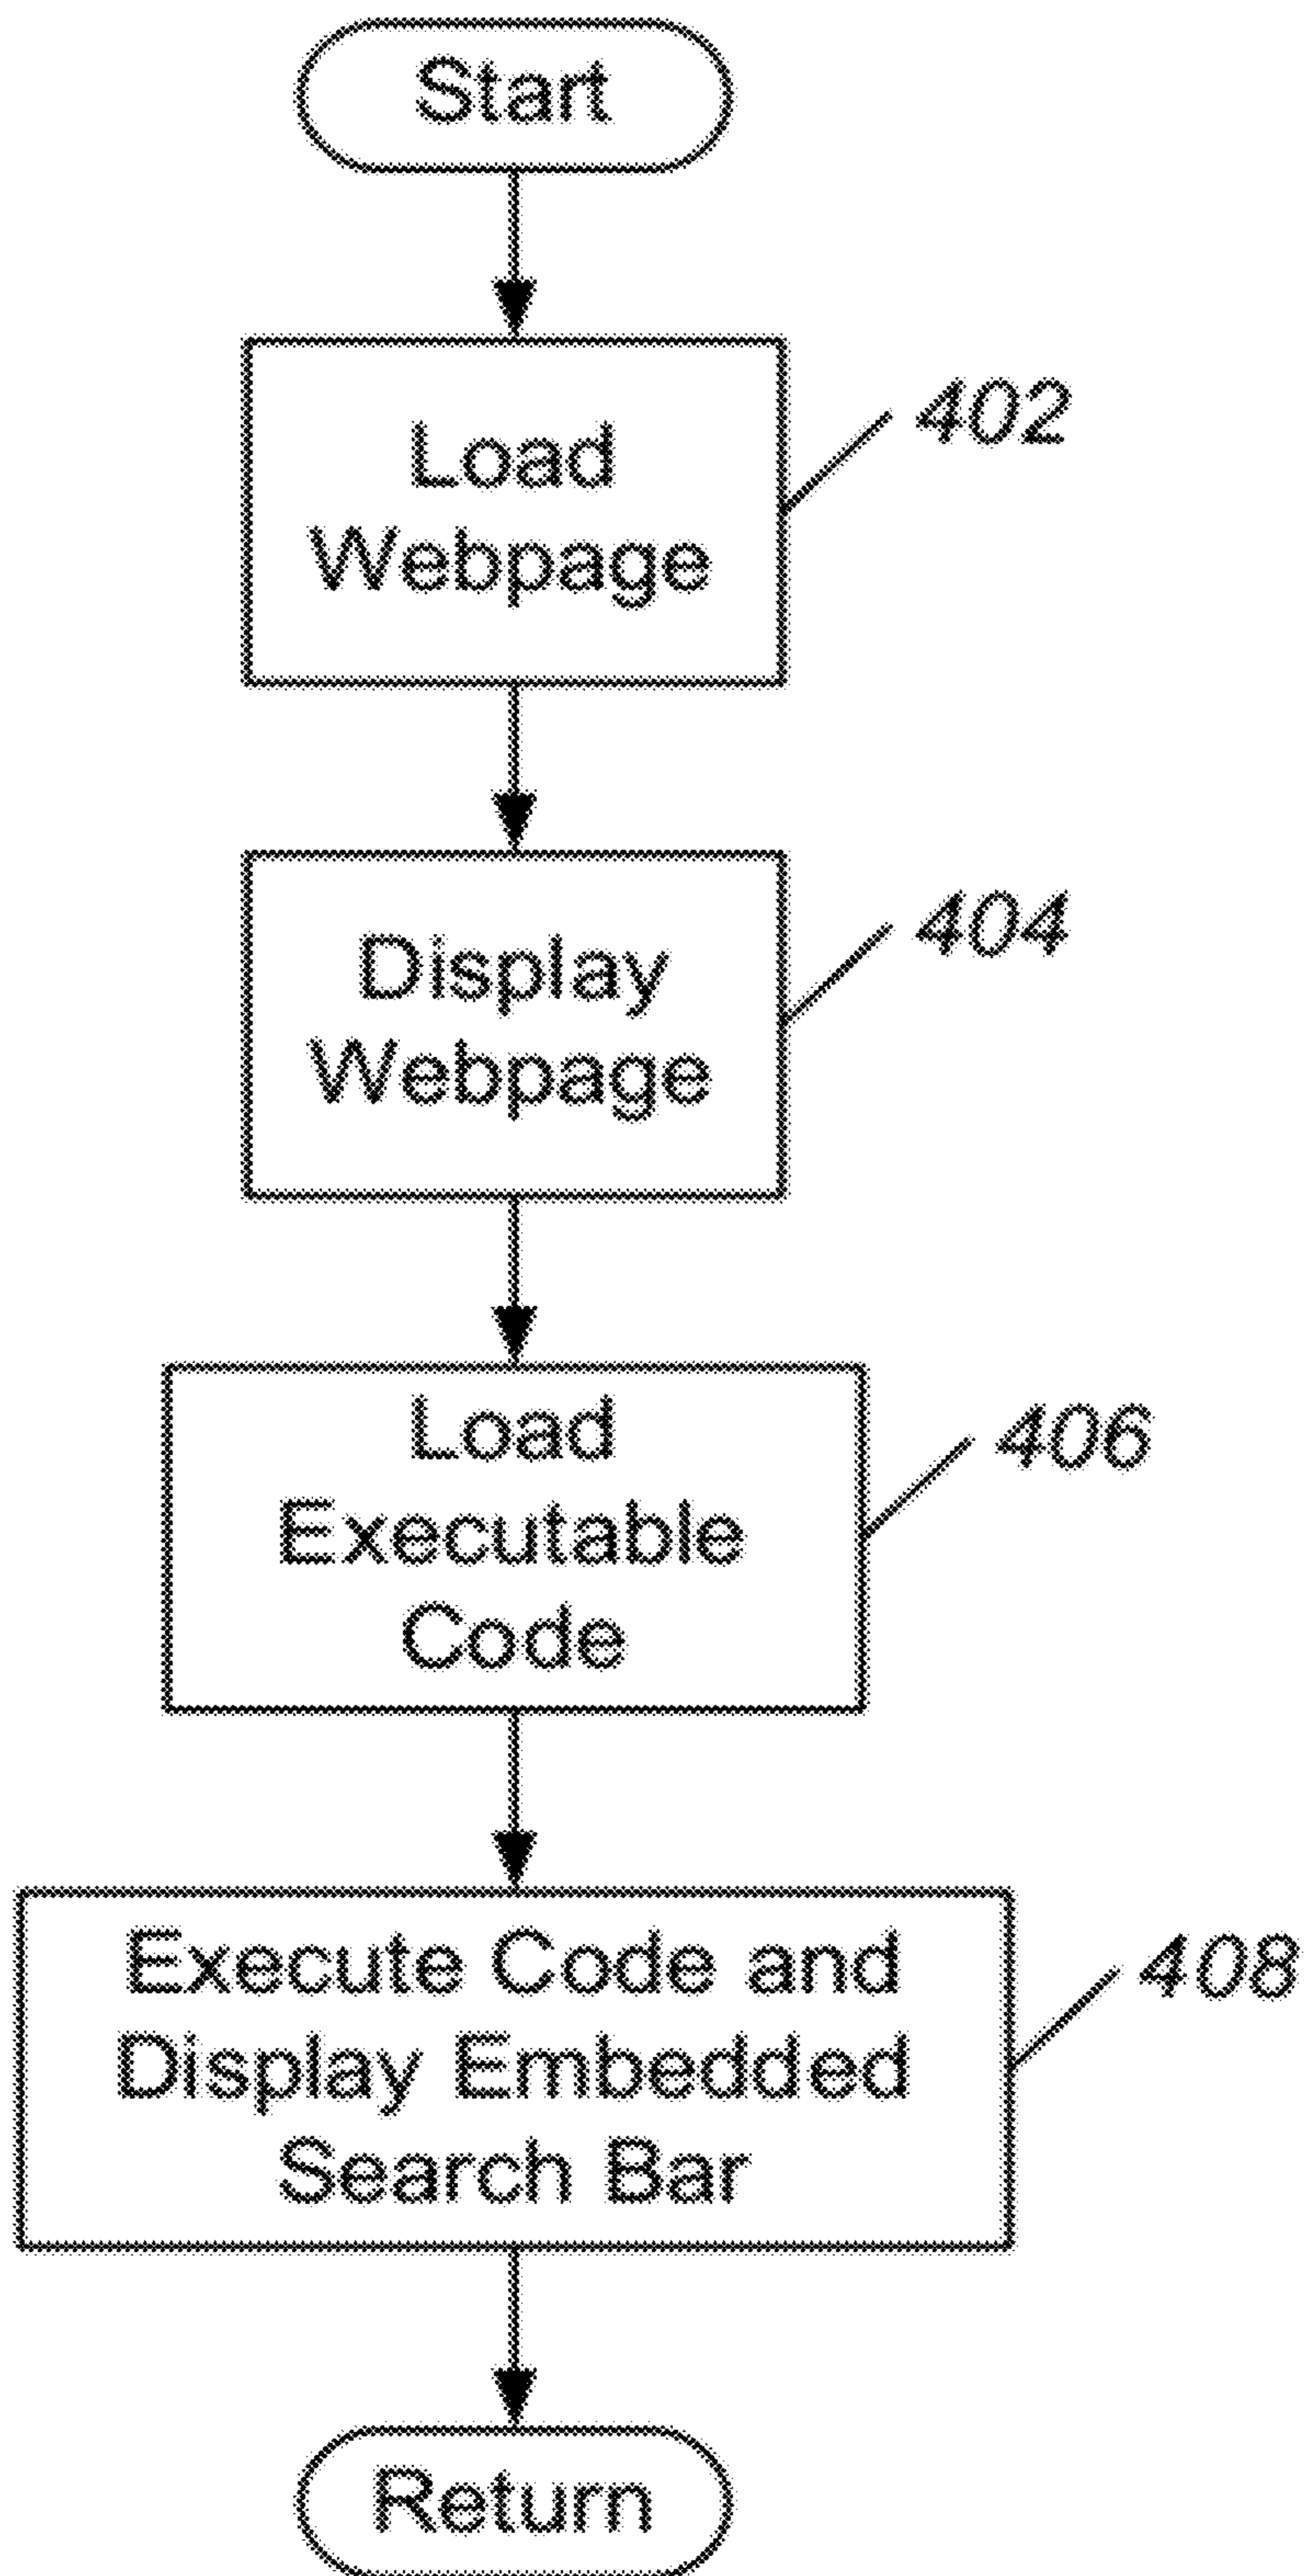 Start
Load
Webpage
402
Display
Webpage
404
Load
Executable
Code
406
Execute Code and
Display Embedded
Search Bar
408
Return